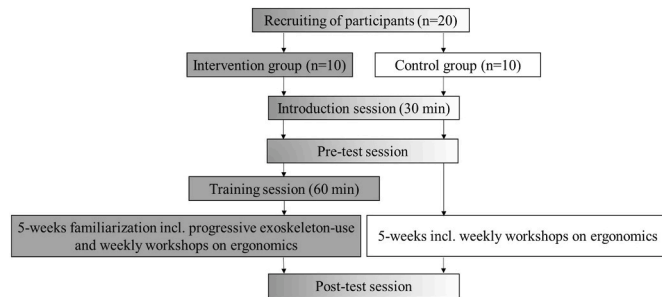 Recruiting of participants (n=20)
Intervention group (n=10)
Control group (n=10)
Introduction session (30 min)
Pre-test session
Training session (60 min)
5-weeks familiarization incl. progressive exoskeleton-use
and weekly workshops on ergonomics
5-weeks incl. weekly workshops on ergonomics
Post-test session